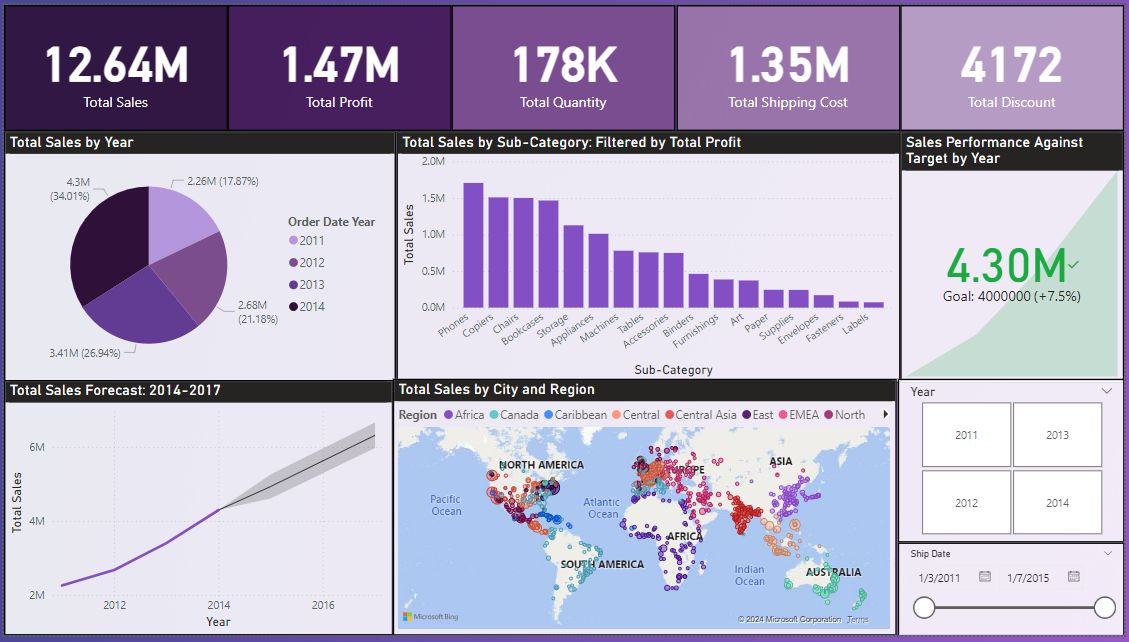 12.64M
Total Sales
1.47M
Total Profit
178K
Total Quantity
1.35M
Total Shipping Cost
4172
Total Discount
Total Sales by Year
4.3M
(34.01%)
2.26M (17.87%)
2.68M
(21.18%)
3.41M (26.94%)
Order Date Year
2011
2012
2013
2014
Total Sales by Sub-Category: Filtered by Total Profit
Total Sales
2.0M
1.5M
1.0M
0.5M
0.0M
Phones
Copiers
Chairs
Bookcases
Storage
Appliances
Machines
Tables
Accessories
Binders
Furnishings
Art
Paper
Supplies
Envelopes
Fasteners
Labels
Sub-Category
Sales Performance Against
Target by Year
4.30M
Goal: 4000000 (+7.5%)
Total Sales Forecast: 2014-2017
Total Sales
6M
4M
2M
2012
2014
2016
Year
Total Sales by City and Region
Region Africa Canada Caribbean Central Central Asia East EMEA North
NORTH AMERICA
EUROPE
ASIA
Pacific
Ocean
Atlantic
Ocean
AFRICA
SOUTH AMERICA
Indian
Ocean
AUSTRALIA
Microsoft Bing
© 2024 Microsoft Corporation Terms
Year
2011
2013
2012
2014
Ship Date
1/3/2011
1/7/2015